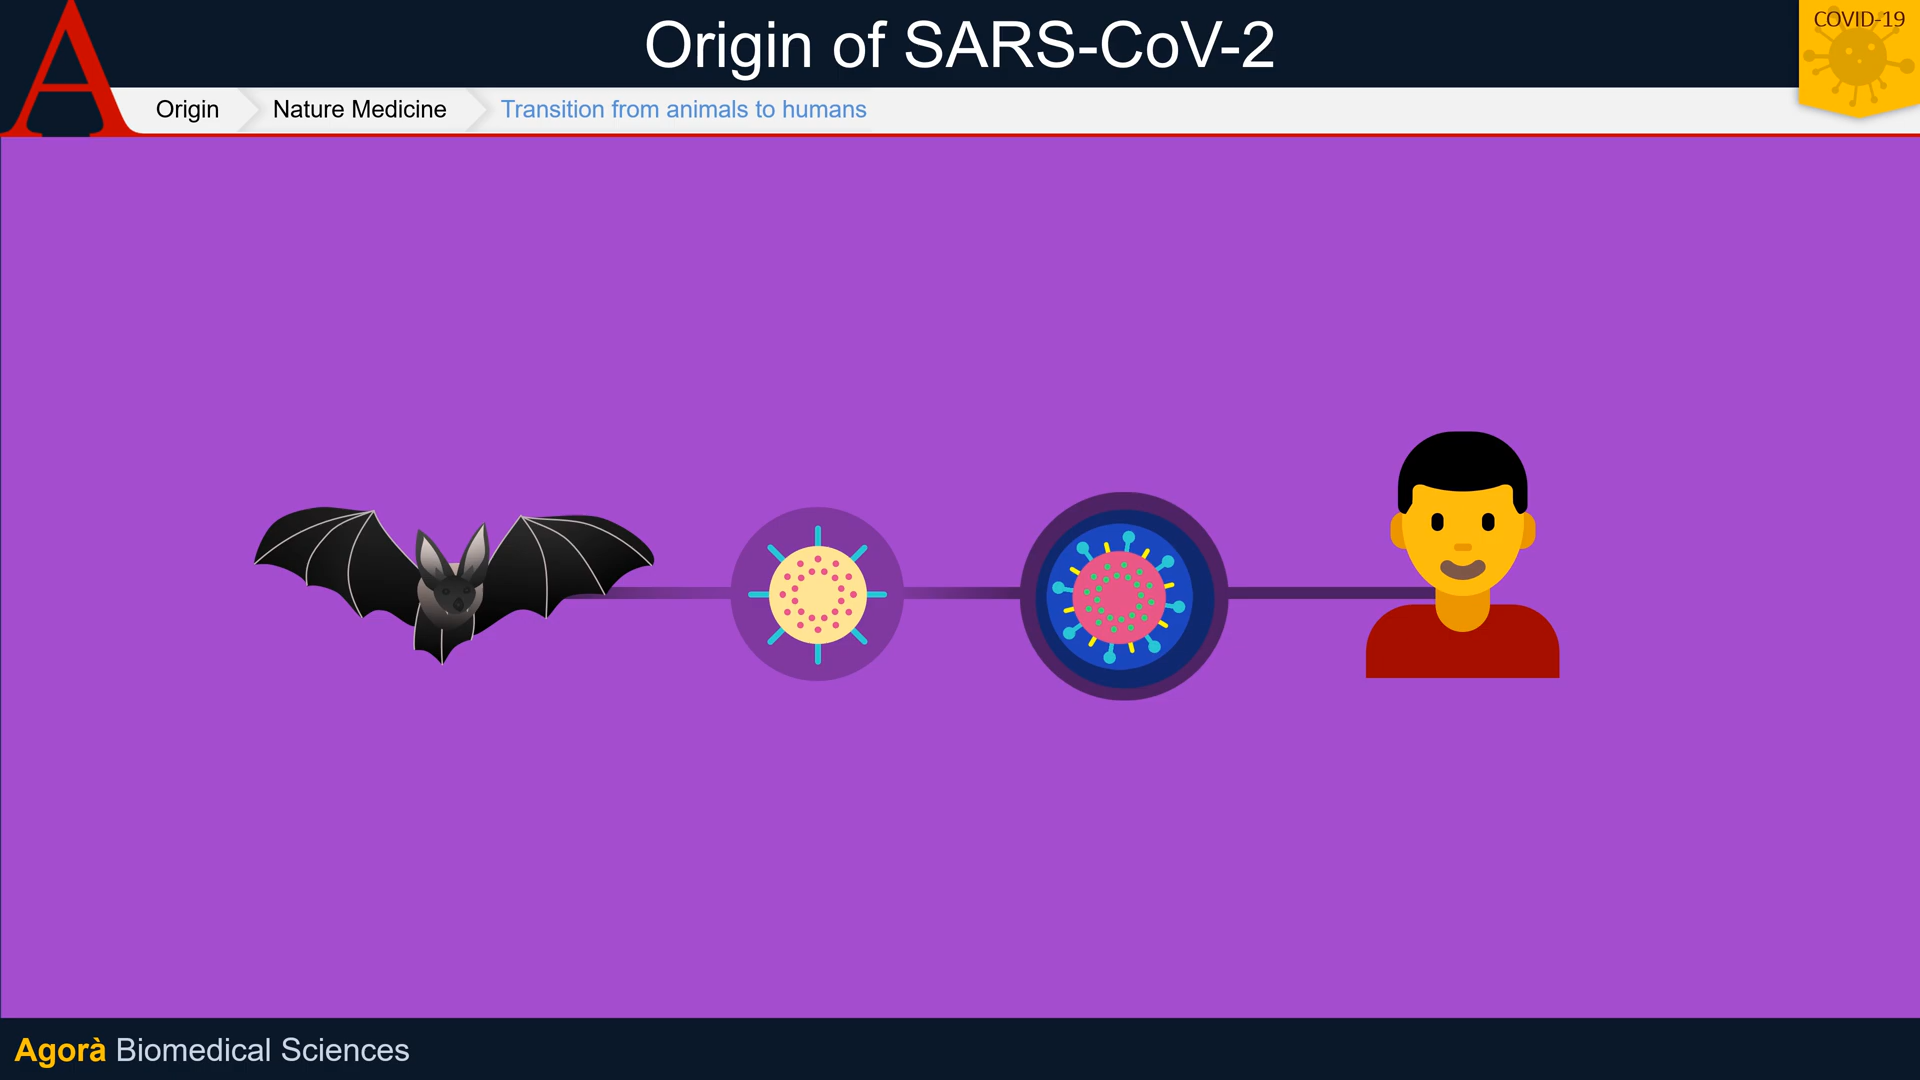 Origin of SARS-CoV-2
COVID-19
A
Origin
Nature Medicine
Transition from animals to humans
Agorà Biomedical Sciences